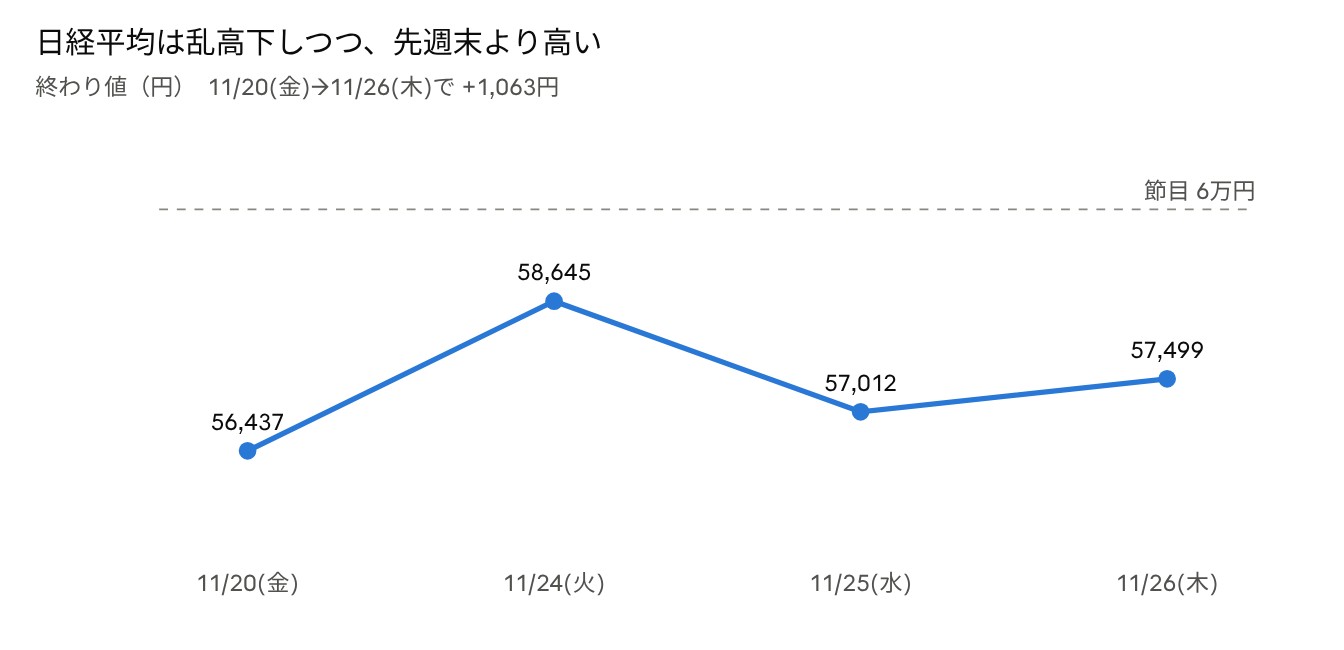 日経平均は乱高下しつつ、先週末より高い
終わり値（円） 11/20(金)→11/26(木)で +1,063円
節目 6万円
58,645
57,499
57,012
56,437
11/20(金)
11/24(火)
11/25(水)
11/26(木)